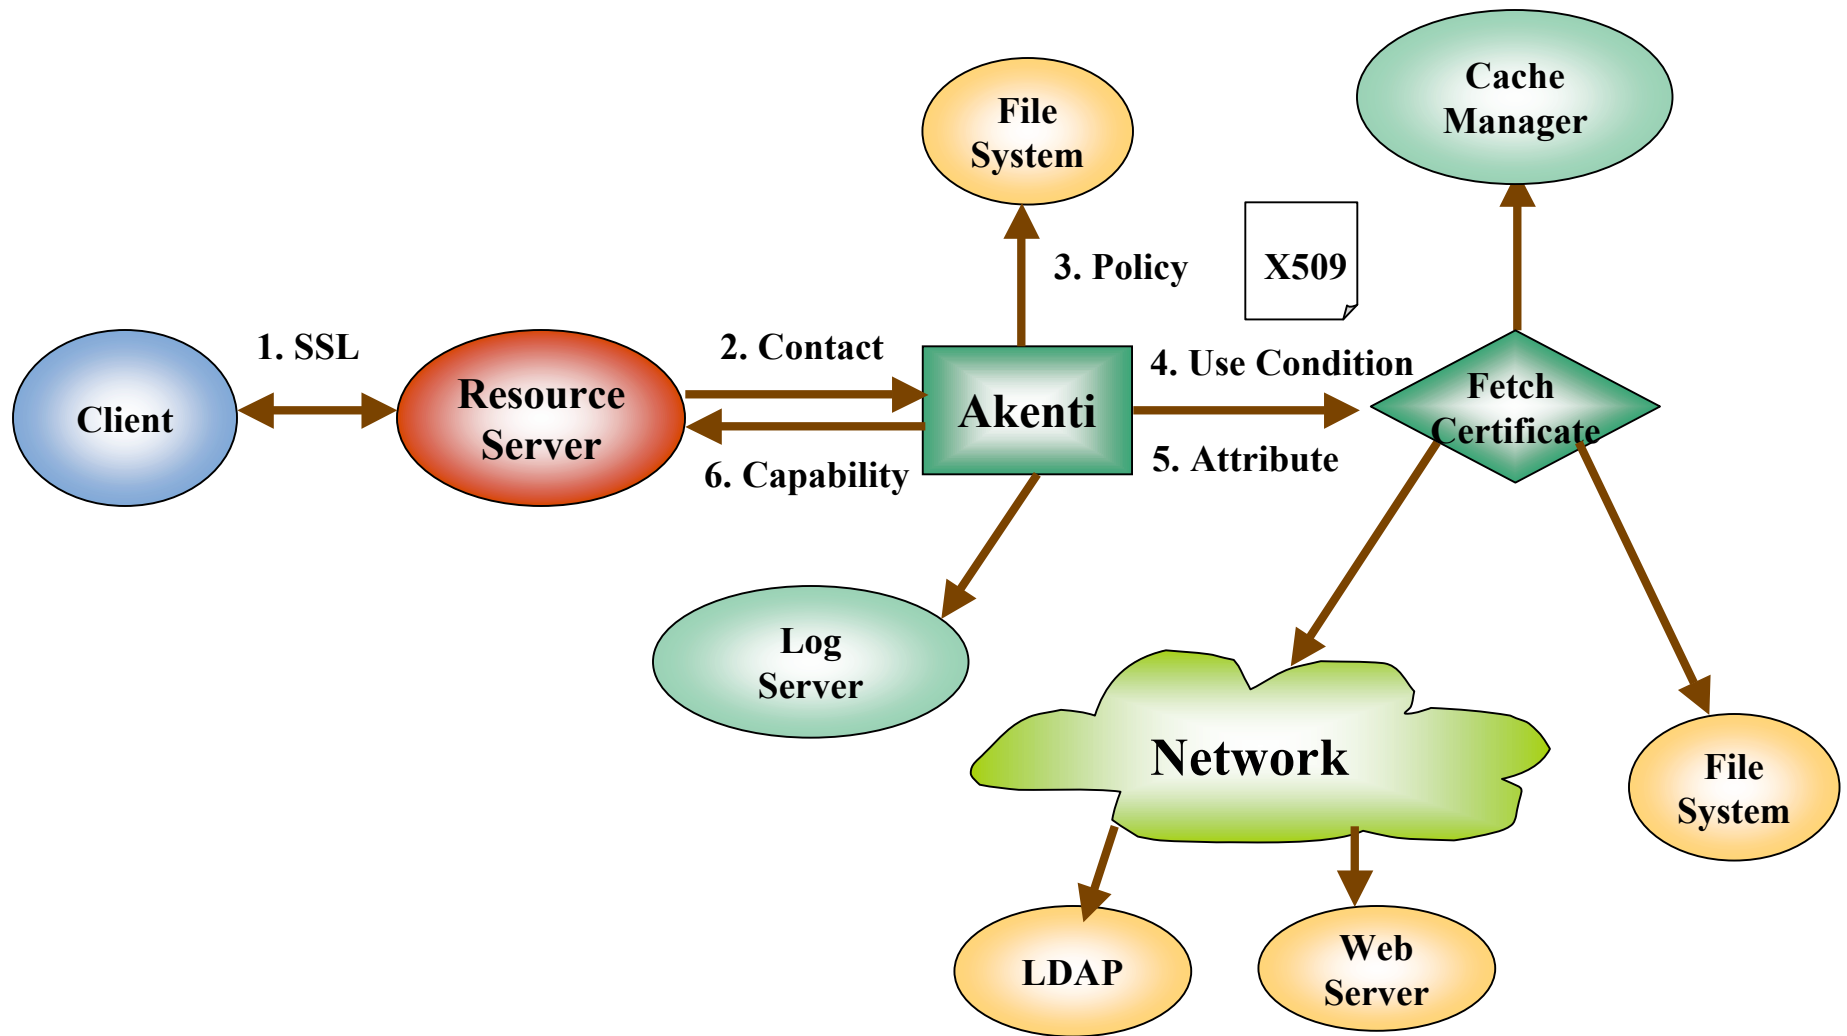 Cache
Manager
File
System
3. Policy
X509
1. SSL
2. Contact
4. Use Condition
Client
Resource
Server
Akenti
Fetch
Certificate
6. Capability
5. Attribute
Log
Server
Network
File
System
LDAP
Web
Server